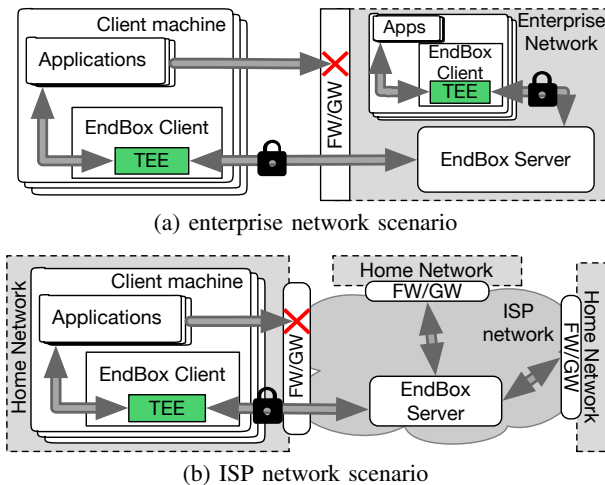 Client machine
Applications
EndBox Client
TEE
FW/GW
Enterprise
Network
Apps
EndBox
Client
TEE
EndBox Server
(a) enterprise network scenario
Home Network
Client machine
Applications
EndBox Client
TEE
FW/GW
Home Network
FW/GW
ISP
network
EndBox
Server
FW/GW
Home Network
(b) ISP network scenario